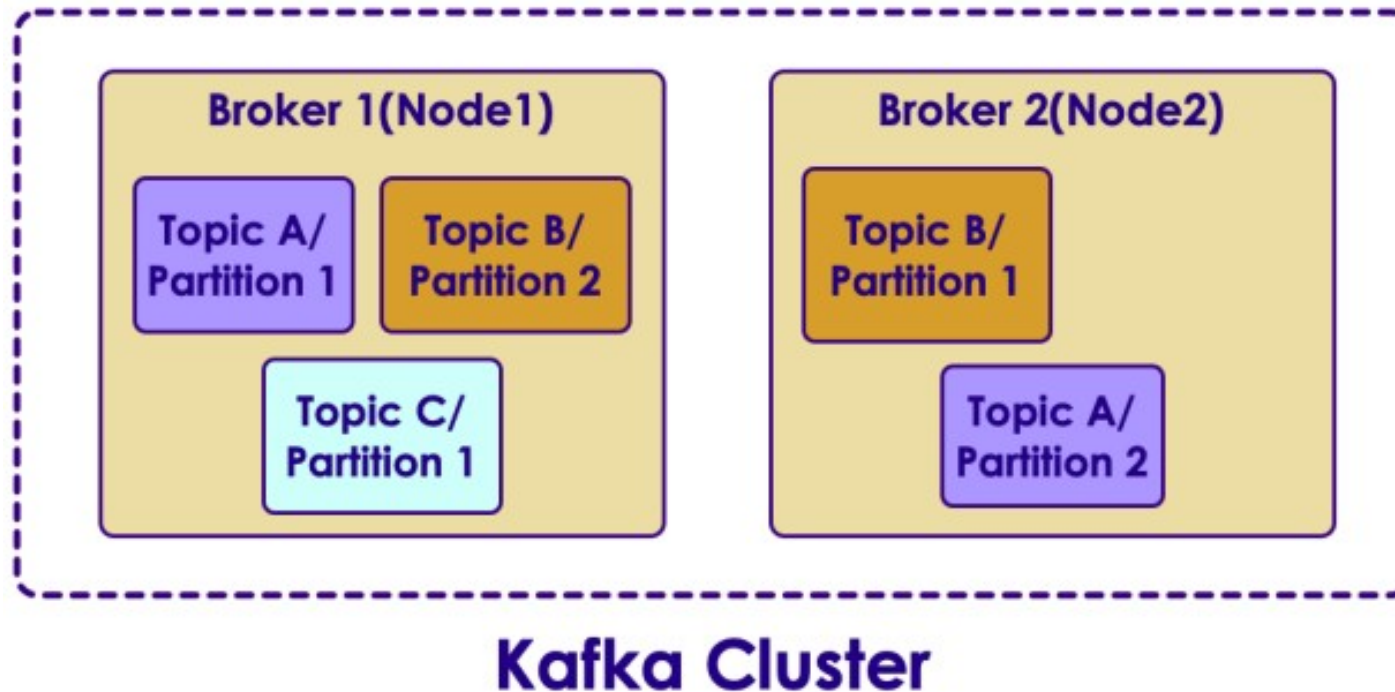 Broker 1(Node1)
Topic A/
Partition 1
Topic B/
Partition 2
Topic C/
Partition 1
Broker 2(Node2)
Topic B/
Partition 1
Topic A/
Partition 2
Kafka Cluster